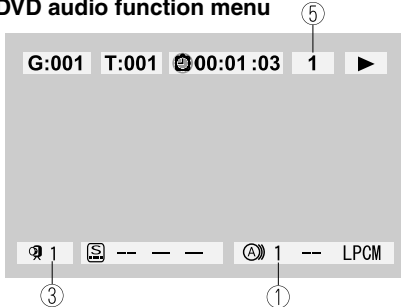 DVD audio function menu
⑤
G:001 T:001 00:01:03 1 ►
1 S -- — — A 1 -- LPCM
③ ①